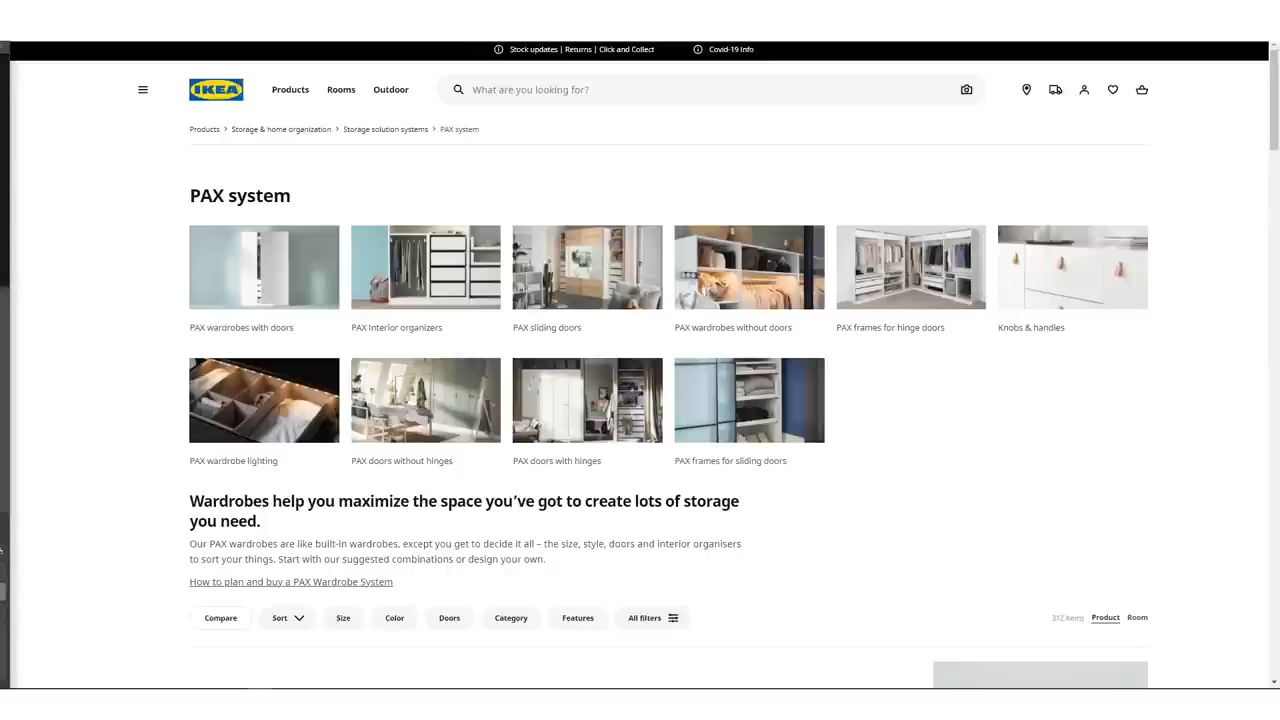 Stock updates | Returns | Click and Collect
Covid-19 Info
IKEA
Products
Rooms
Outdoor
What are you looking for?
Products > Storage & home organization > Storage solution systems > PAX system
PAX system
PAX wardrobes with doors
PAX Interior organizers
PAX sliding doors
PAX wardrobes without doors
PAX frames for hinge doors
Knobs & handles
PAX wardrobe lighting
PAX doors without hinges
PAX doors with hinges
PAX frames for sliding doors
Wardrobes help you maximize the space you’ve got to create lots of storage
you need.
Our PAX wardrobes are like built-in wardrobes, except you get to decide it all – the size, style, doors and interior organisers
to sort your things. Start with our suggested combinations or design your own.
How to plan and buy a PAX Wardrobe System
Compare
Sort
Size
Color
Doors
Category
Features
All filters
312 items
Product
Room